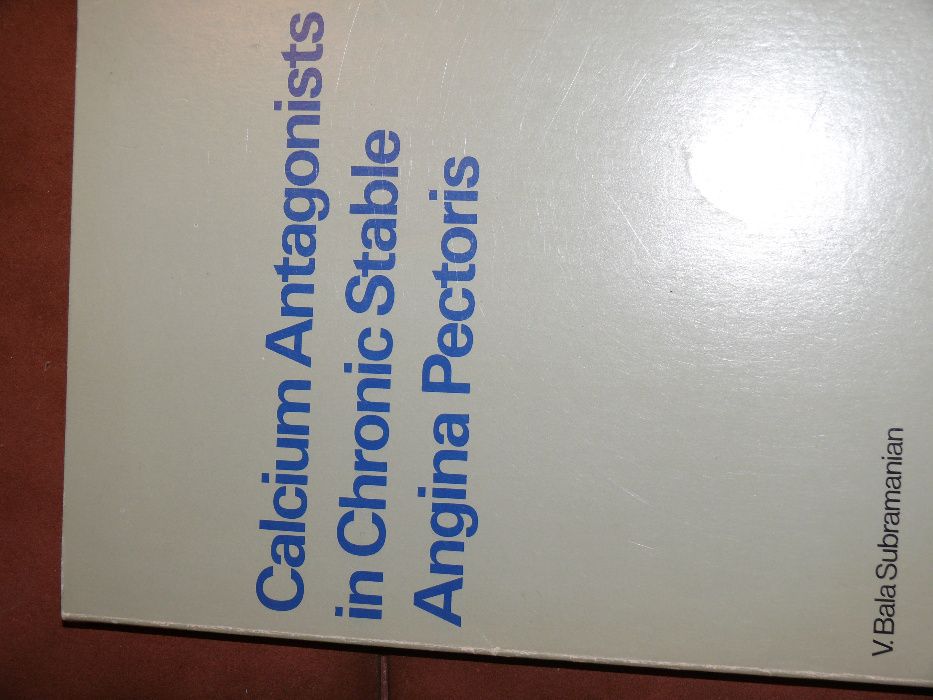 Calcium Antagonists
in Chronic Stable
Angina Pectoris
V. Bala Subramanian